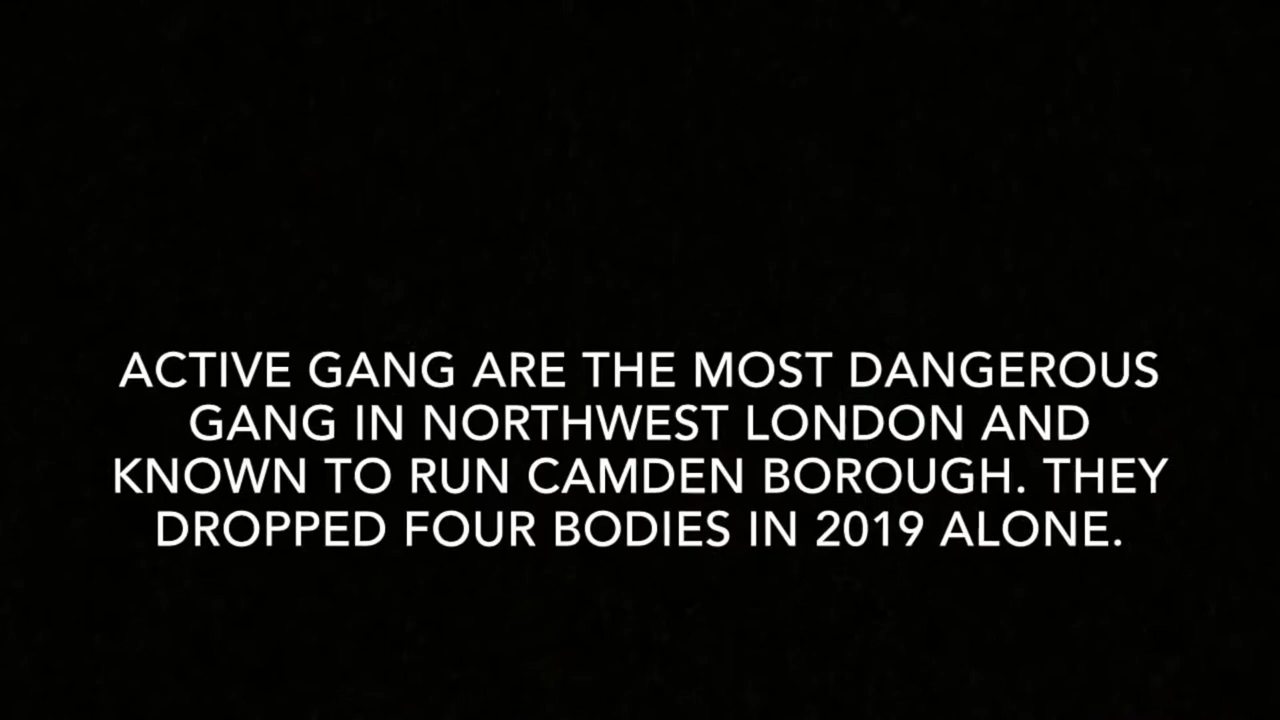 ACTIVE GANG ARE THE MOST DANGEROUS
GANG IN NORTHWEST LONDON AND
KNOWN TO RUN CAMDEN BOROUGH. THEY
DROPPED FOUR BODIES IN 2019 ALONE.